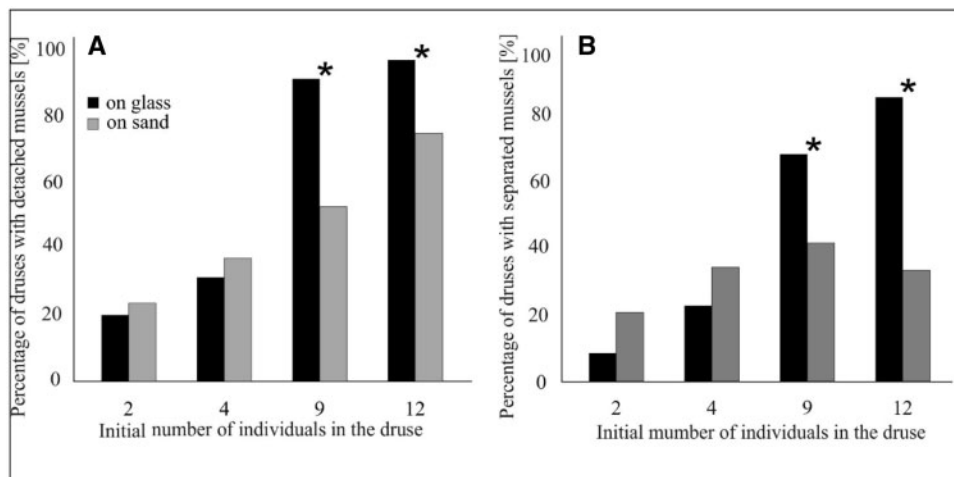 Percentage of druses with detached mussels [%]
A
100
80
60
40
20
0
on glass
on sand
*
*
2 4 9 12
Initial number of individuals in the druse
Percentage of druses with separated mussels [%]
B
100
80
60
40
20
0
*
*
2 4 9 12
Initial mumber of individuals in the druse